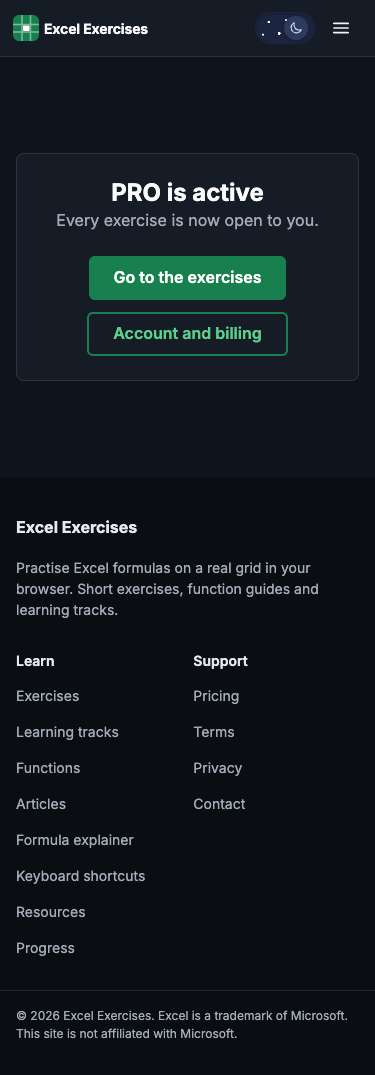 Excel Exercises
PRO is active
Every exercise is now open to you.
Go to the exercises
Account and billing
Excel Exercises
Practise Excel formulas on a real grid in your
browser. Short exercises, function guides and
learning tracks.
Learn
Exercises
Learning tracks
Functions
Articles
Formula explainer
Keyboard shortcuts
Resources
Progress
Support
Pricing
Terms
Privacy
Contact
© 2026 Excel Exercises. Excel is a trademark of Microsoft.
This site is not affiliated with Microsoft.